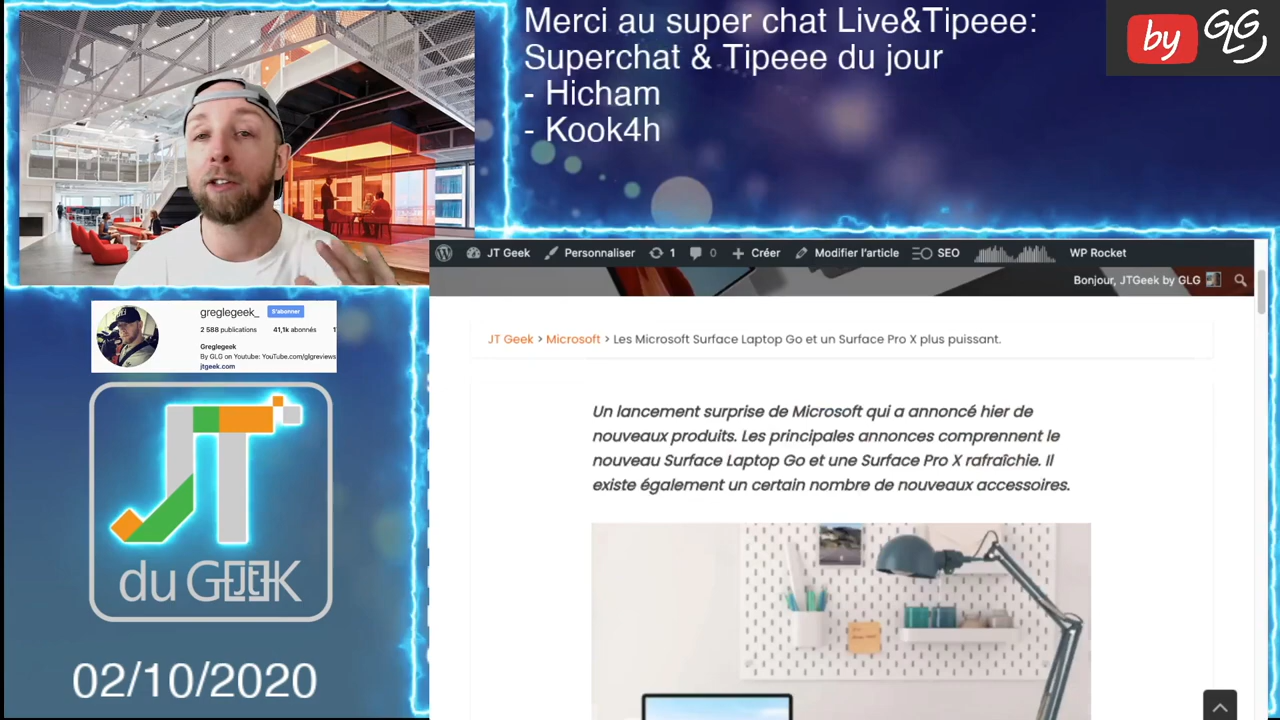 Merci au super chat Live&Tipeee:
Superchat & Tipeee du jour
- Hicham
- Kook4h
by GLG
JT Geek Personnaliser 1 0 Créer Modifier l'article SEO WP Rocket
Bonjour, JTGeek by GLG
greglegeek_ S'abonner
2 588 publications 41,1k abonnés 1
Greglegeek
By GLG on Youtube: YouTube.com/glgreviews
jtgeek.com
JT Geek > Microsoft > Les Microsoft Surface Laptop Go et un Surface Pro X plus puissant.
Un lancement surprise de Microsoft qui a annoncé hier de
nouveaux produits. Les principales annonces comprennent le
nouveau Surface Laptop Go et une Surface Pro X rafraîchie. Il
existe également un certain nombre de nouveaux accessoires.
JT
du GEEK
02/10/2020